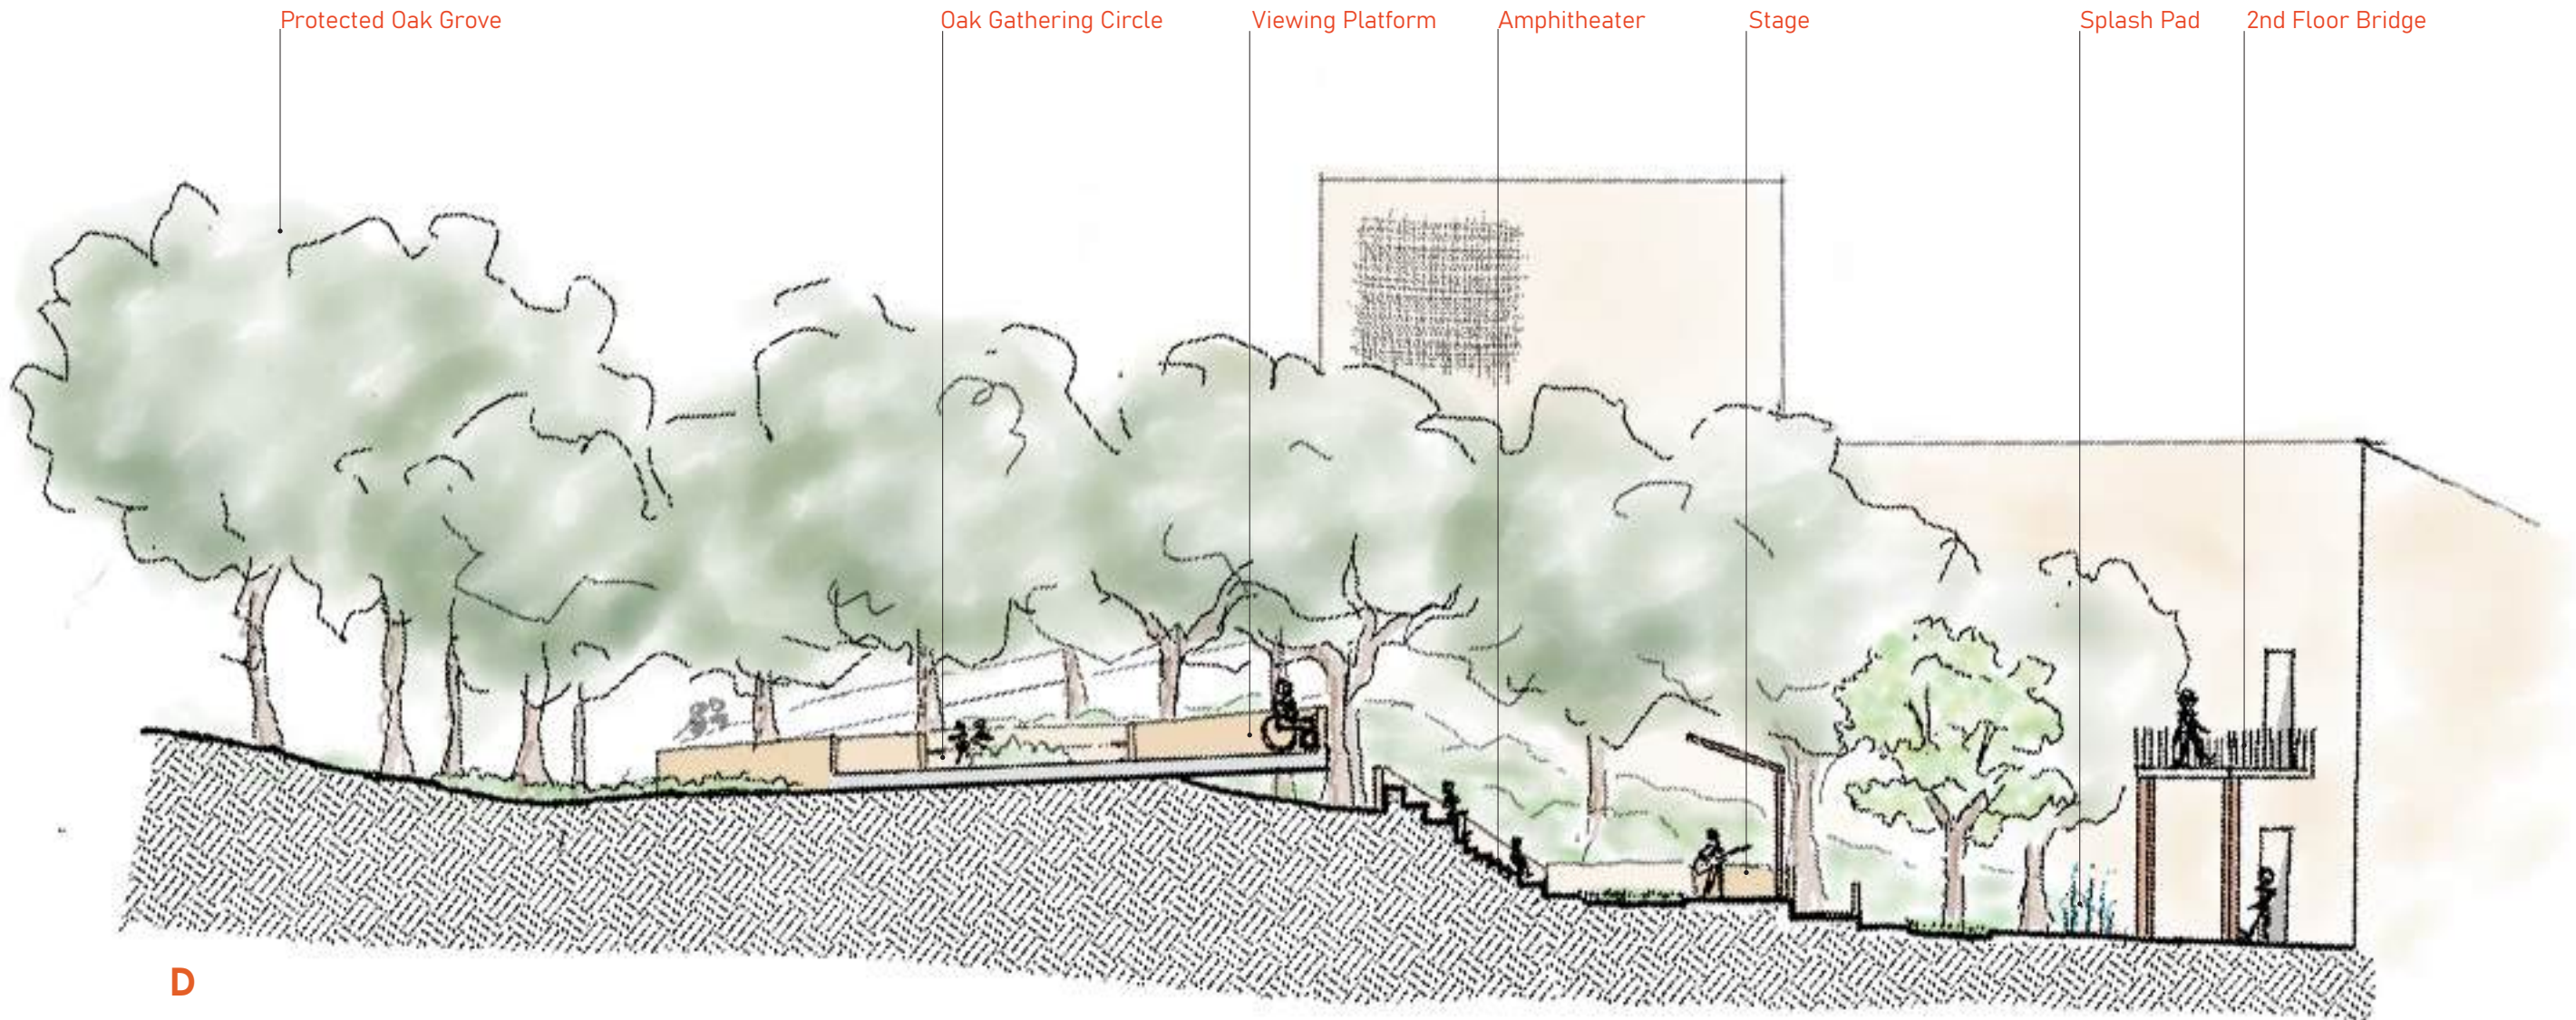 Protected Oak Grove
Oak Gathering Circle
Viewing Platform
Amphitheater
Stage
Splash Pad
2nd Floor Bridge
D